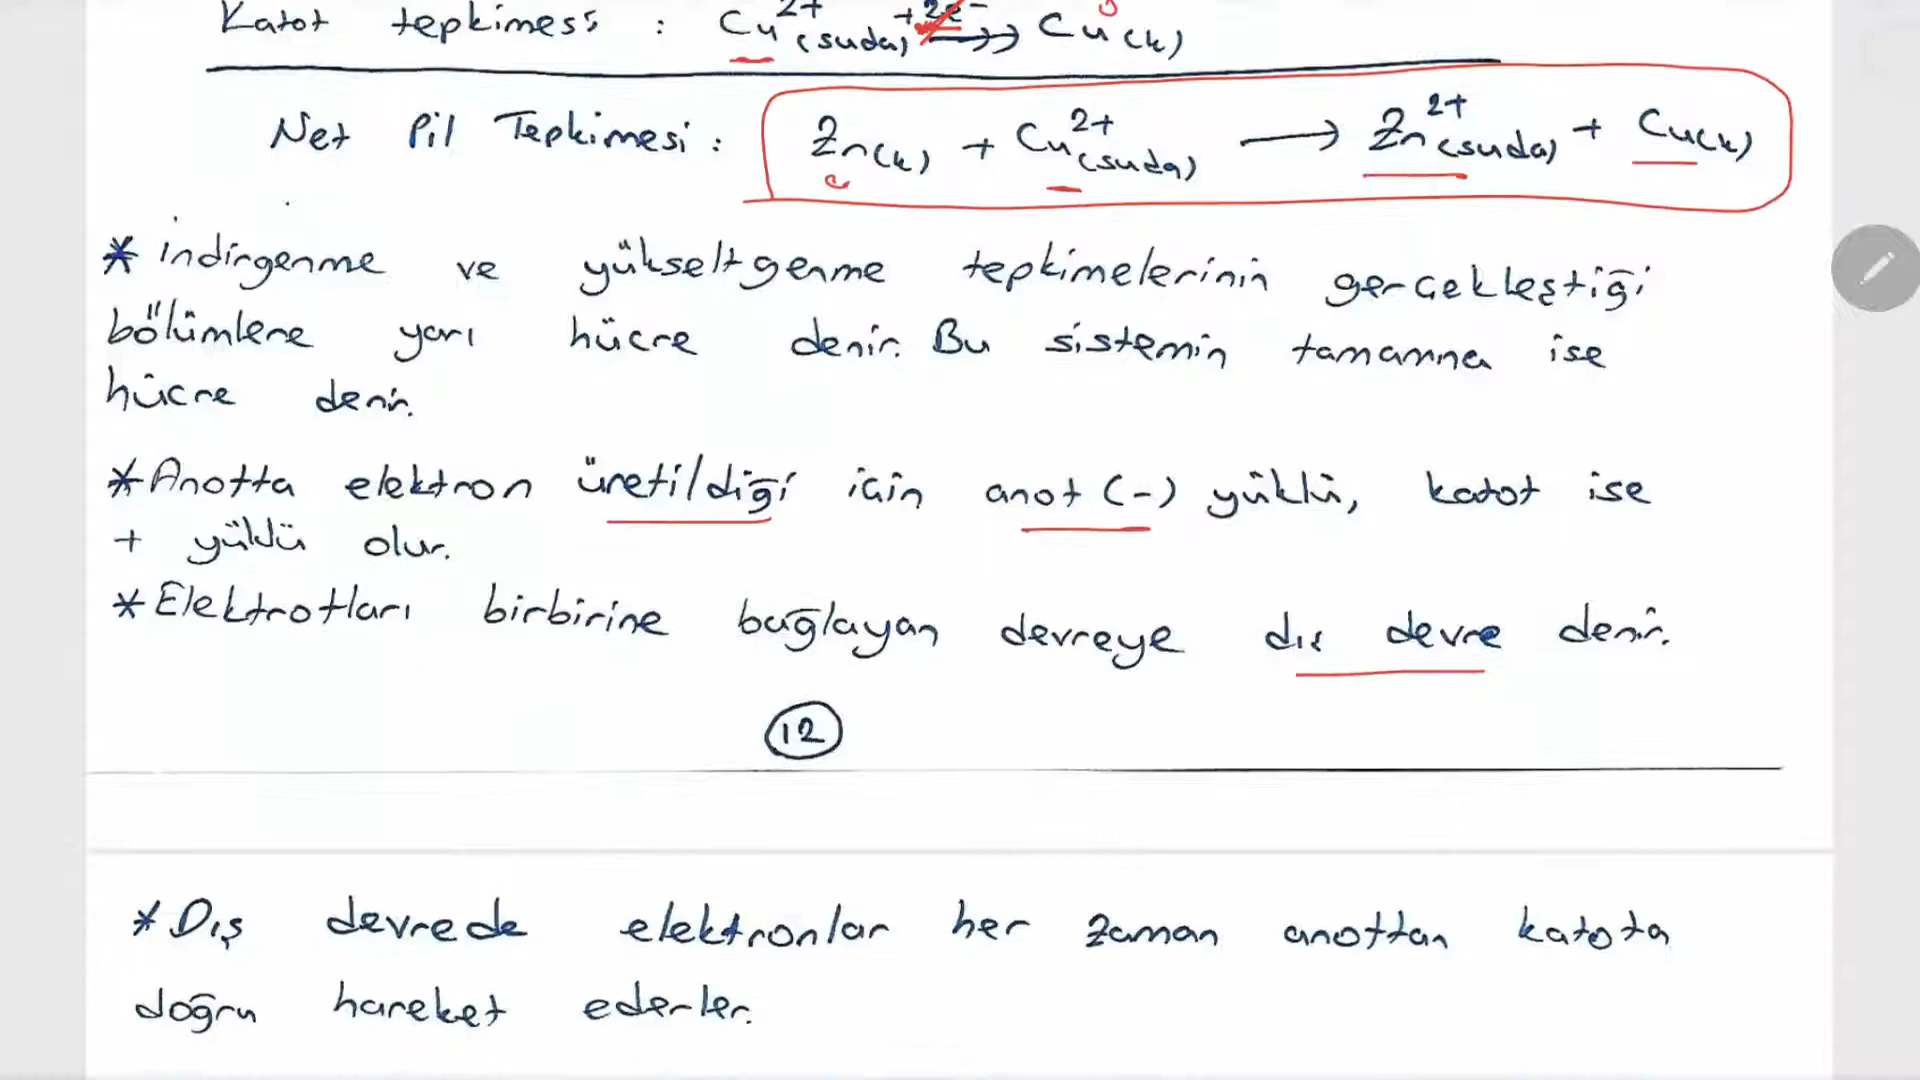 Katot tepkimesi : Cu²⁺(suda) + 2e⁻ → Cu⁰(k)
Net Pil Tepkimesi : Zn(k) + Cu²⁺(suda) → Zn²⁺(suda) + Cu(k)
* indirgenme ve yükseltgenme tepkimelerinin gerçekleştiği
bölümlere yarı hücre denir. Bu sistemin tamamına ise
hücre denir.
* Anotta elektron üretildiği için anot (-) yüklü, katot ise
+ yüklü olur.
* Elektrotları birbirine bağlayan devreye dış devre denir.
12
* Dış devrede elektronlar her zaman anottan katota
doğru hareket ederler.